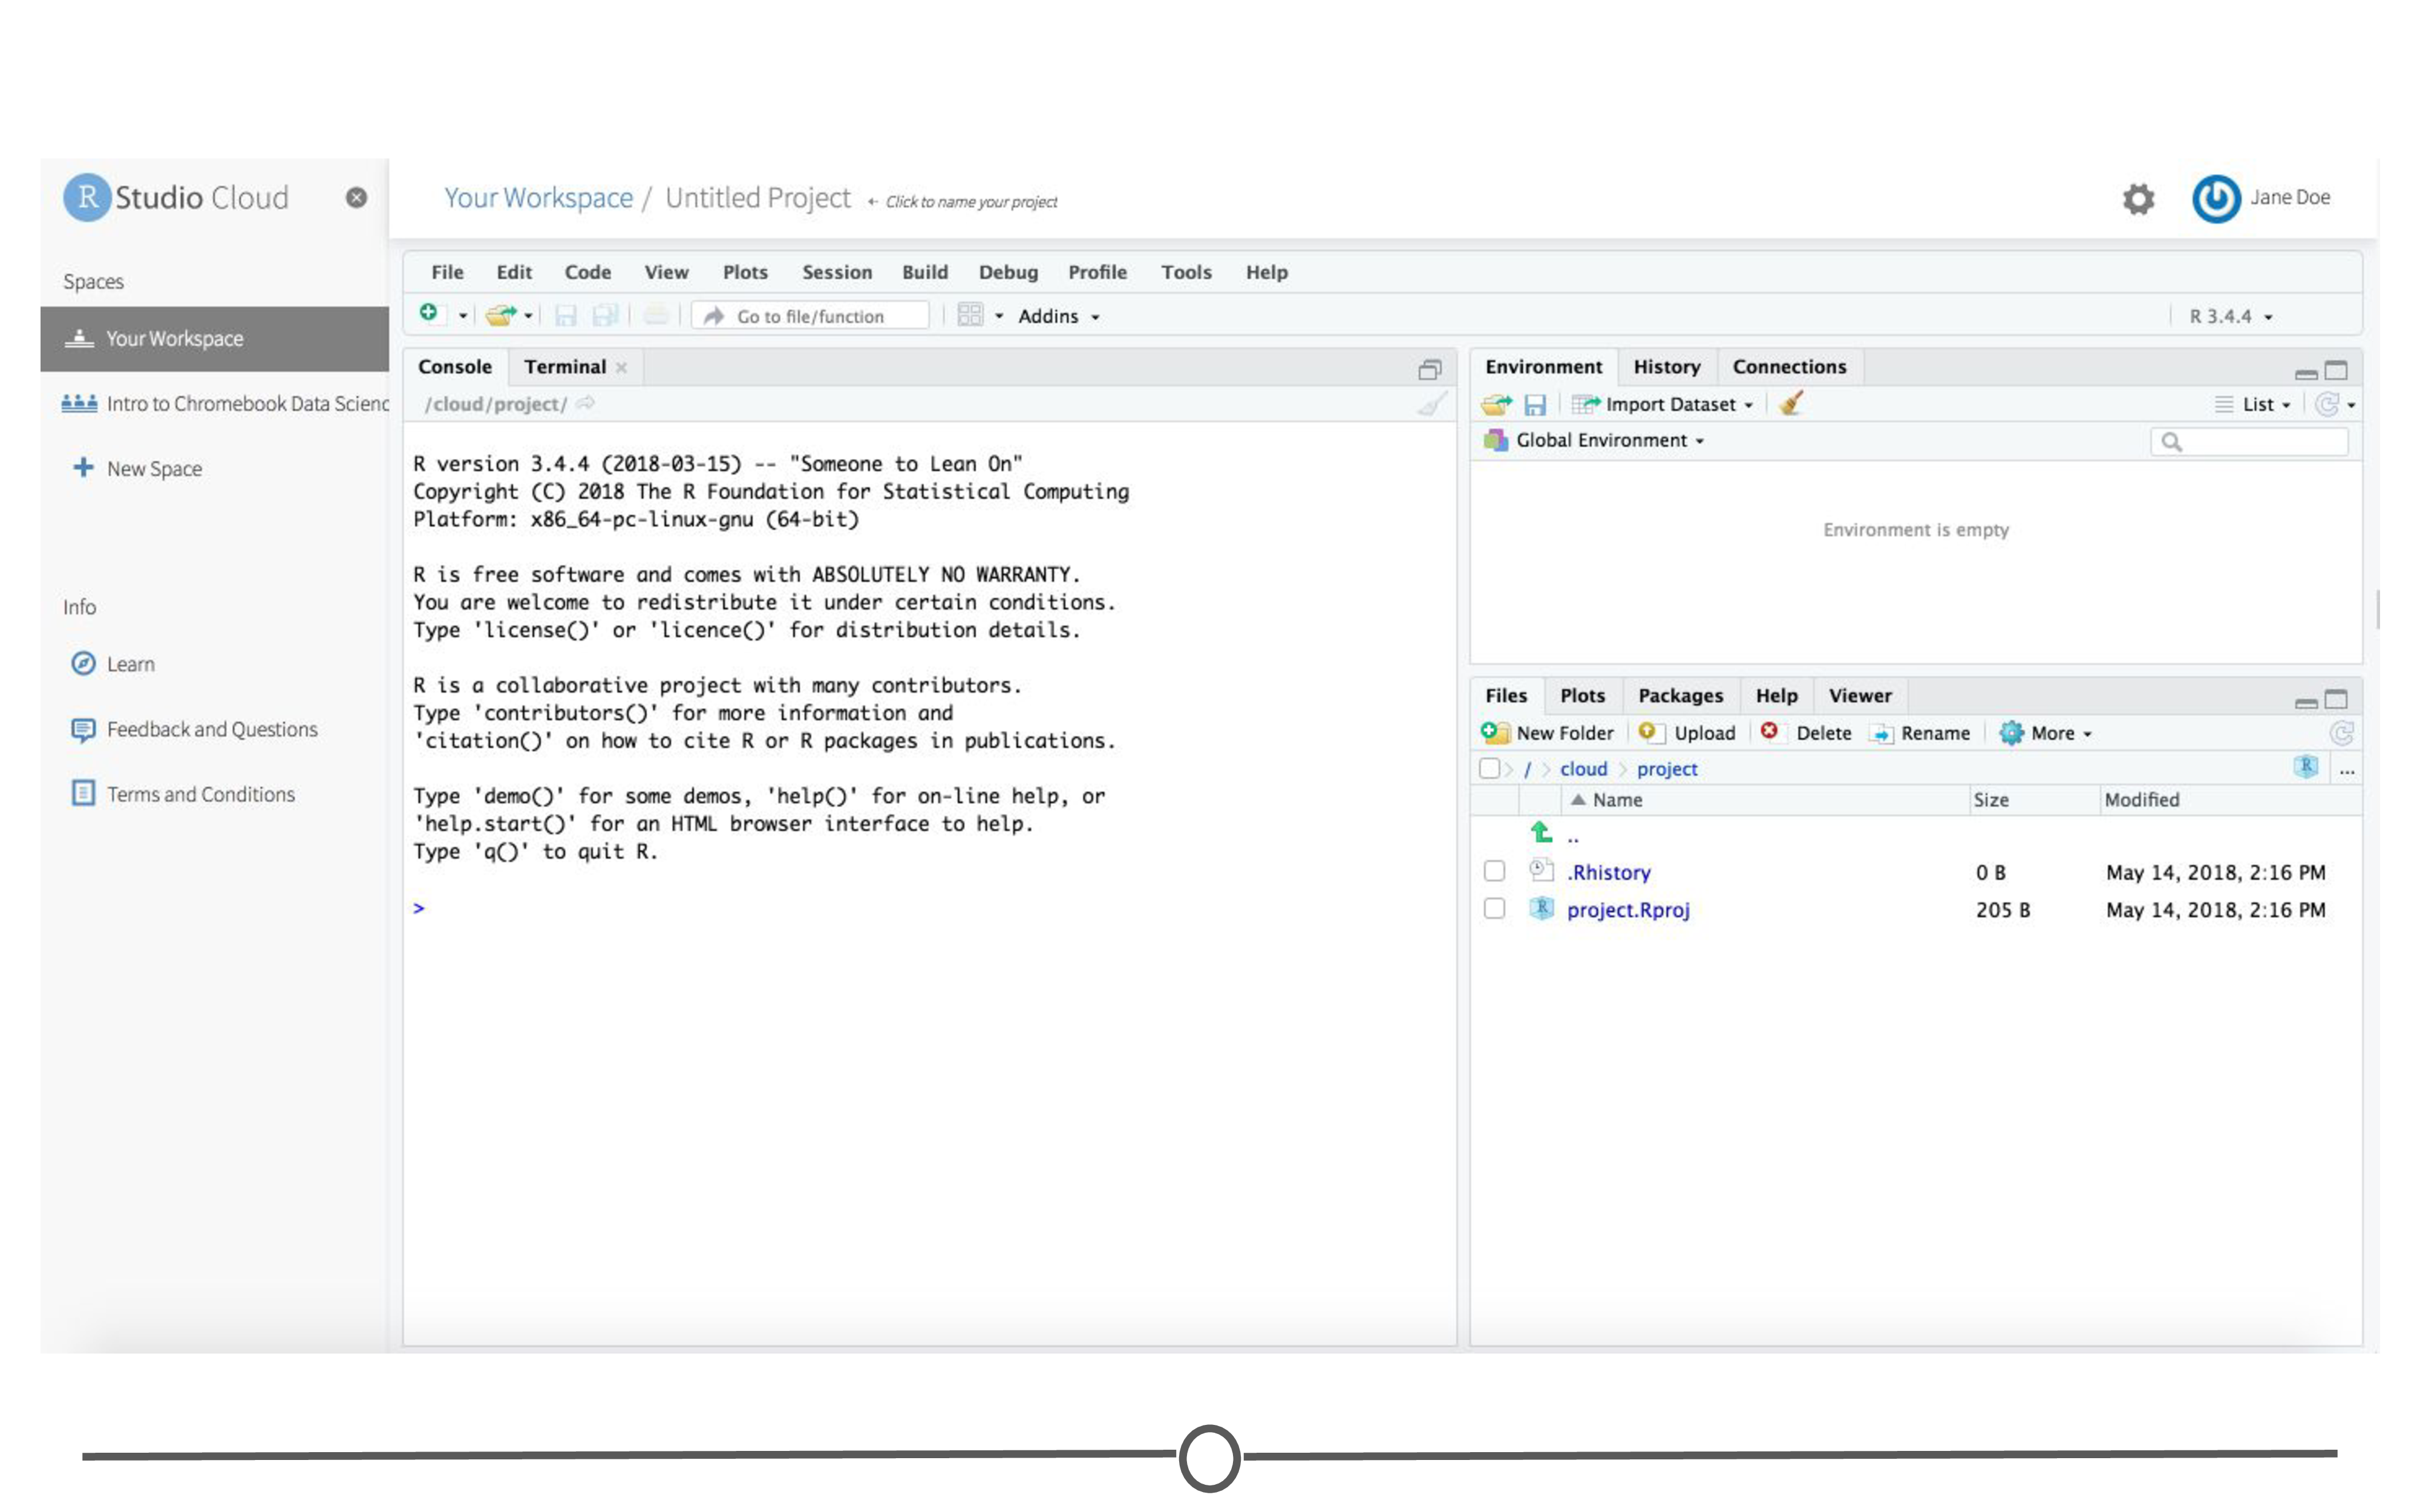 R Studio Cloud
Your Workspace / Untitled Project ← Click to name your project
Jane Doe
Spaces
Your Workspace
Intro to Chromebook Data Scienc
New Space
Info
Learn
Feedback and Questions
Terms and Conditions
File Edit Code View Plots Session Build Debug Profile Tools Help
Go to file/function Addins R 3.4.4
Console Terminal
/cloud/project/
R version 3.4.4 (2018-03-15) -- "Someone to Lean On"
Copyright (C) 2018 The R Foundation for Statistical Computing
Platform: x86_64-pc-linux-gnu (64-bit)
R is free software and comes with ABSOLUTELY NO WARRANTY.
You are welcome to redistribute it under certain conditions.
Type 'license()' or 'licence()' for distribution details.
R is a collaborative project with many contributors.
Type 'contributors()' for more information and
'citation()' on how to cite R or R packages in publications.
Type 'demo()' for some demos, 'help()' for on-line help, or
'help.start()' for an HTML browser interface to help.
Type 'q()' to quit R.
>
Environment History Connections
Import Dataset List
Global Environment
Environment is empty
Files Plots Packages Help Viewer
New Folder Upload Delete Rename More
/ cloud project R ...
Name Size Modified
..
.Rhistory 0 B May 14, 2018, 2:16 PM
project.Rproj 205 B May 14, 2018, 2:16 PM